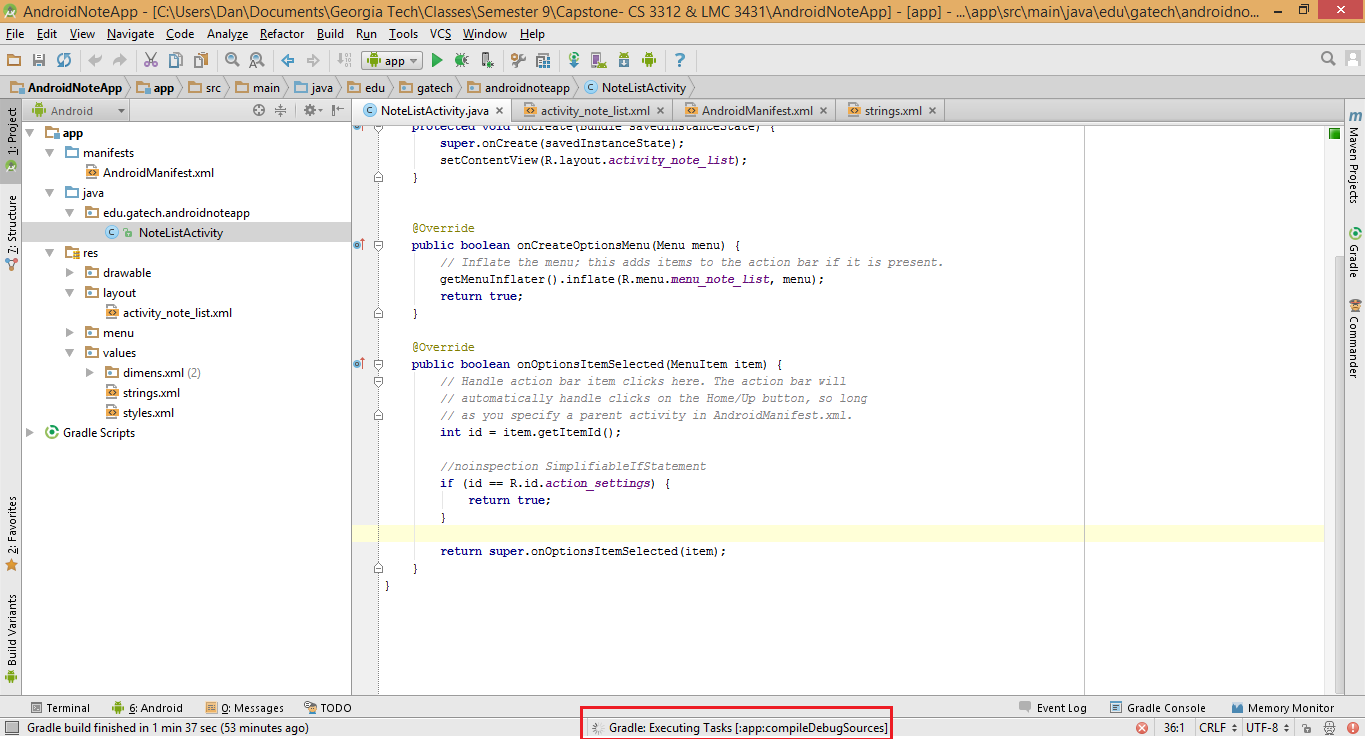 AndroidNoteApp - [C:\Users\Dan\Documents\Georgia Tech\Clases\Semester 9\Capstone- CS 3312 & LMC 3431\AndroidNoteApp] - [app] - ...\app\src\main\java\edu\gatech\androidno...
File Edit View Navigate Code Analyze Refactor Build Run Tools VCS Window Help
app
AndroidNoteApp app src main java edu gatech androidnoteapp NoteListActivity
Android
NoteListActivity.java activity_note_list.xml AndroidManifest.xml strings.xml
1: Project
7: Structure
2: Favorites
Build Variants
app
manifests
AndroidManifest.xml
java
edu.gatech.androidnoteapp
NoteListActivity
res
drawable
layout
activity_note_list.xml
menu
values
dimens.xml (2)
strings.xml
styles.xml
Gradle Scripts
protected void onCreate(Bundle savedInstanceState) {
super.onCreate(savedInstanceState);
setContentView(R.layout.activity_note_list);
}
@Override
public boolean onCreateOptionsMenu(Menu menu) {
// Inflate the menu; this adds items to the action bar if it is present.
getMenuInflater().inflate(R.menu.menu_note_list, menu);
return true;
}
@Override
public boolean onOptionsItemSelected(MenuItem item) {
// Handle action bar item clicks here. The action bar will
// automatically handle clicks on the Home/Up button, so long
// as you specify a parent activity in AndroidManifest.xml.
int id = item.getItemId();
//noinspection SimplifiableIfStatement
if (id == R.id.action_settings) {
return true;
}
return super.onOptionsItemSelected(item);
}
}
Maven Projects
Gradle
Commander
Terminal 6: Android 0: Messages TODO Event Log Gradle Console Memory Monitor
Gradle build finished in 1 min 37 sec (53 minutes ago) Gradle: Executing Tasks [:app:compileDebugSources] 36:1 CRLF UTF-8